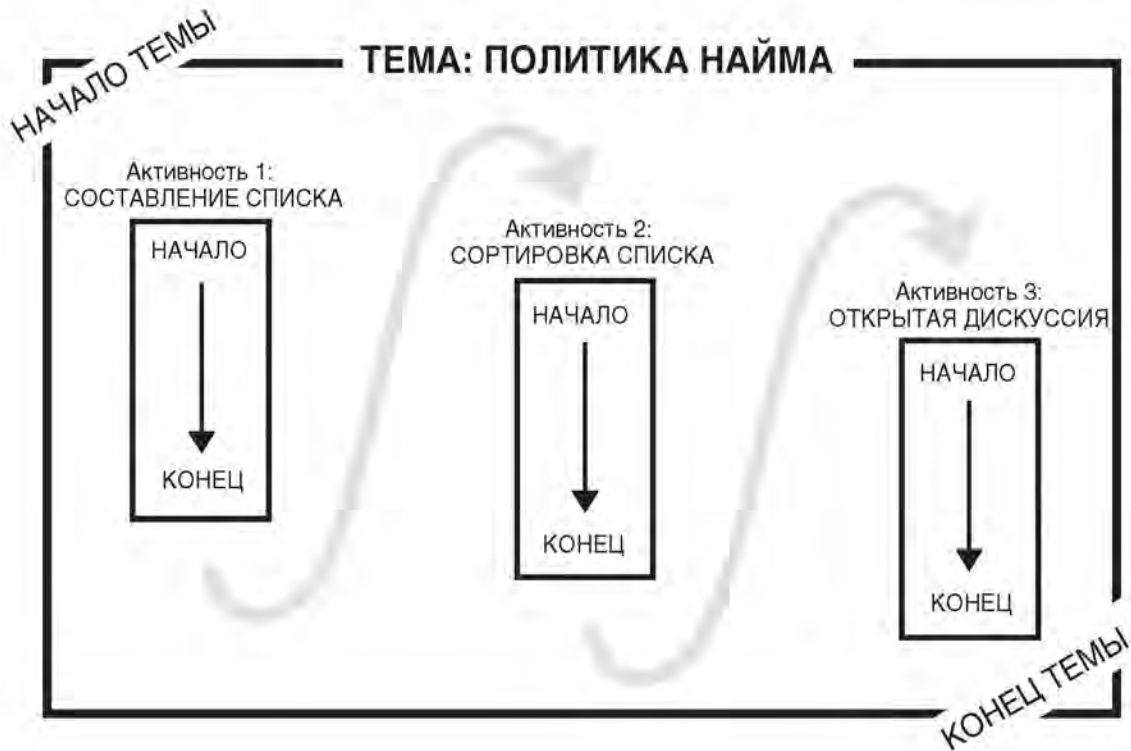 НАЧАЛО ТЕМЫ
ТЕМА: ПОЛИТИКА НАЙМА
Активность 1:
СОСТАВЛЕНИЕ СПИСКА
НАЧАЛО
КОНЕЦ
Активность 2:
СОРТИРОВКА СПИСКА
НАЧАЛО
КОНЕЦ
Активность 3:
ОТКРЫТАЯ ДИСКУССИЯ
НАЧАЛО
КОНЕЦ
КОНЕЦ ТЕМЫ